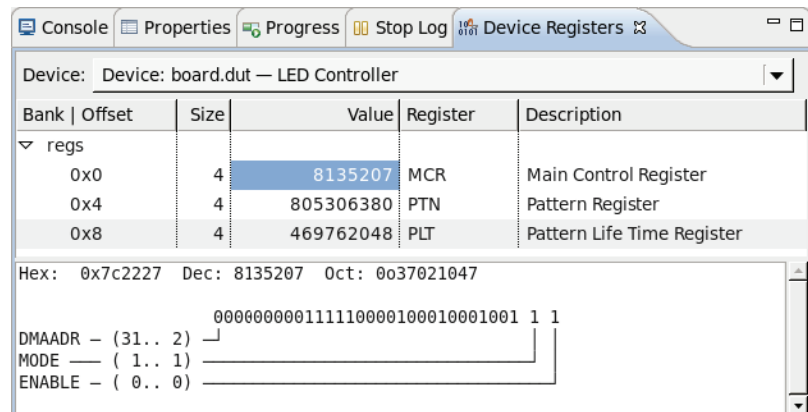 Console Properties Progress Stop Log Device Registers
Device: Device: board.dut — LED Controller
Bank | Offset Size Value Register Description
regs
0x0 4 8135207 MCR Main Control Register
0x4 4 805306380 PTN Pattern Register
0x8 4 469762048 PLT Pattern Life Time Register
Hex: 0x7c2227 Dec: 8135207 Oct: 0o37021047
000000000111110000100010001001 1 1
DMAADR – (31.. 2)
MODE ─── ( 1.. 1)
ENABLE – ( 0.. 0)